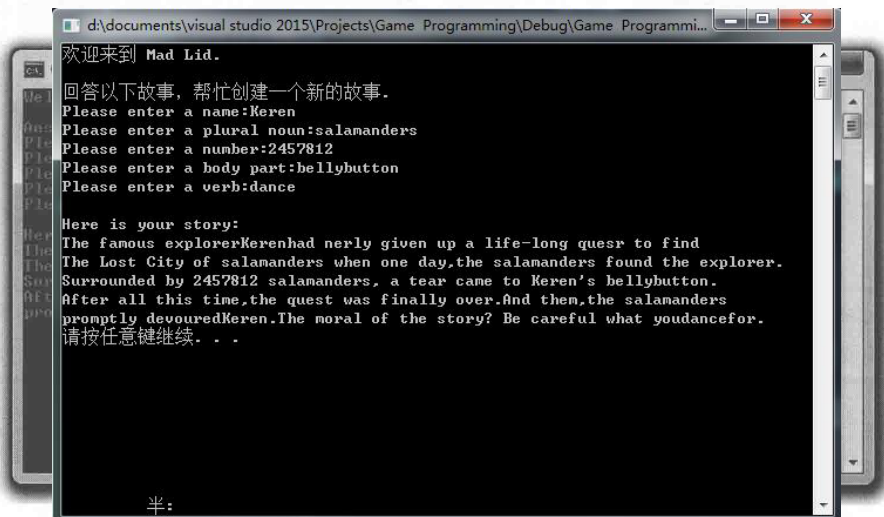 d:\documents\visual studio 2015\Projects\Game Programming\Debug\Game Programmi...
欢迎来到 Mad Lid.
回答以下故事，帮忙创建一个新的故事.
Please enter a name:Keren
Please enter a plural noun:salamanders
Please enter a number:2457812
Please enter a body part:bellybutton
Please enter a verb:dance
Here is your story:
The famous explorerKerenhad nerly given up a life-long quesr to find
The Lost City of salamanders when one day,the salamanders found the explorer.
Surrounded by 2457812 salamanders, a tear came to Keren's bellybutton.
After all this time,the quest was finally over.And them,the salamanders
promptly devouredKeren.The moral of the story? Be careful what youdancefor.
请按任意键继续. . .
半: